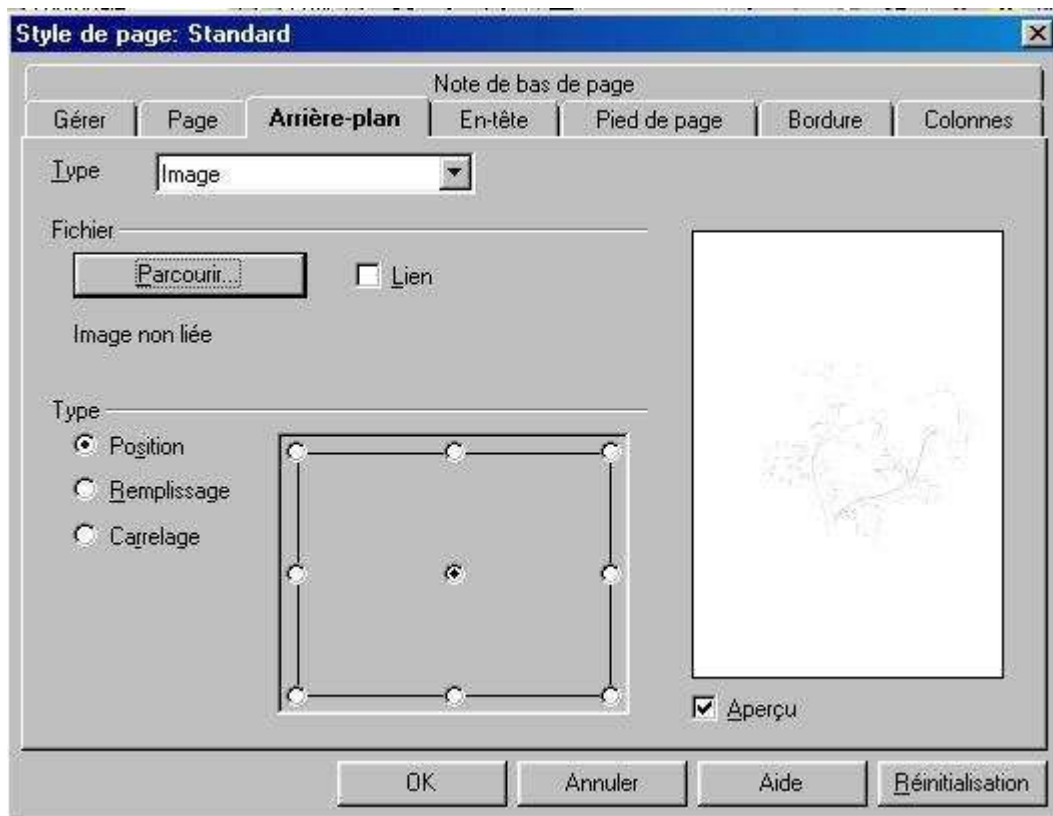 Style de page: Standard
Note de bas de page
Gérer Page Arrière-plan En-tête Pied de page Bordure Colonnes
Type Image
Fichier
Parcourir... Lien
Image non liée
Type
Position
Remplissage
Carrelage
Aperçu
OK Annuler Aide Réinitialisation